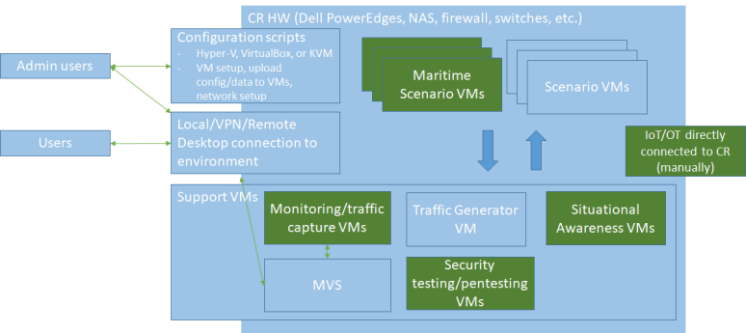 CR HW (Dell PowerEdges, NAS, firewall, switches, etc.)
Configuration scripts
- Hyper-V, VirtualBox, or KVM
- VM setup, upload
config/data to VMs,
network setup
Admin users
Maritime
Scenario VMs
Scenario VMs
Local/VPN/Remote
Desktop connection to
environment
Users
IoT/OT directly
connected to CR
(manually)
Support VMs
Monitoring/traffic
capture VMs
Traffic Generator
VM
Situational
Awareness VMs
MVS
Security
testing/pentesting
VMs